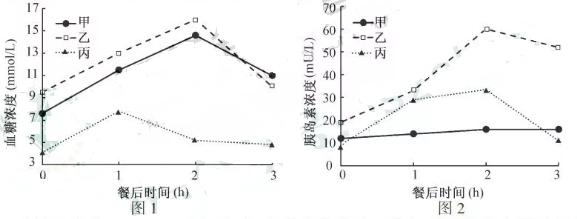 17
15
13
11
9
7
5
3
血糖浓度 (mmol/L)
甲
乙
丙
0 1 2 3
餐后时间 (h)
图 1
70
60
50
40
30
20
10
0
胰岛素浓度 (mU/L)
甲
乙
丙
0 1 2 3
餐后时间 (h)
图 2